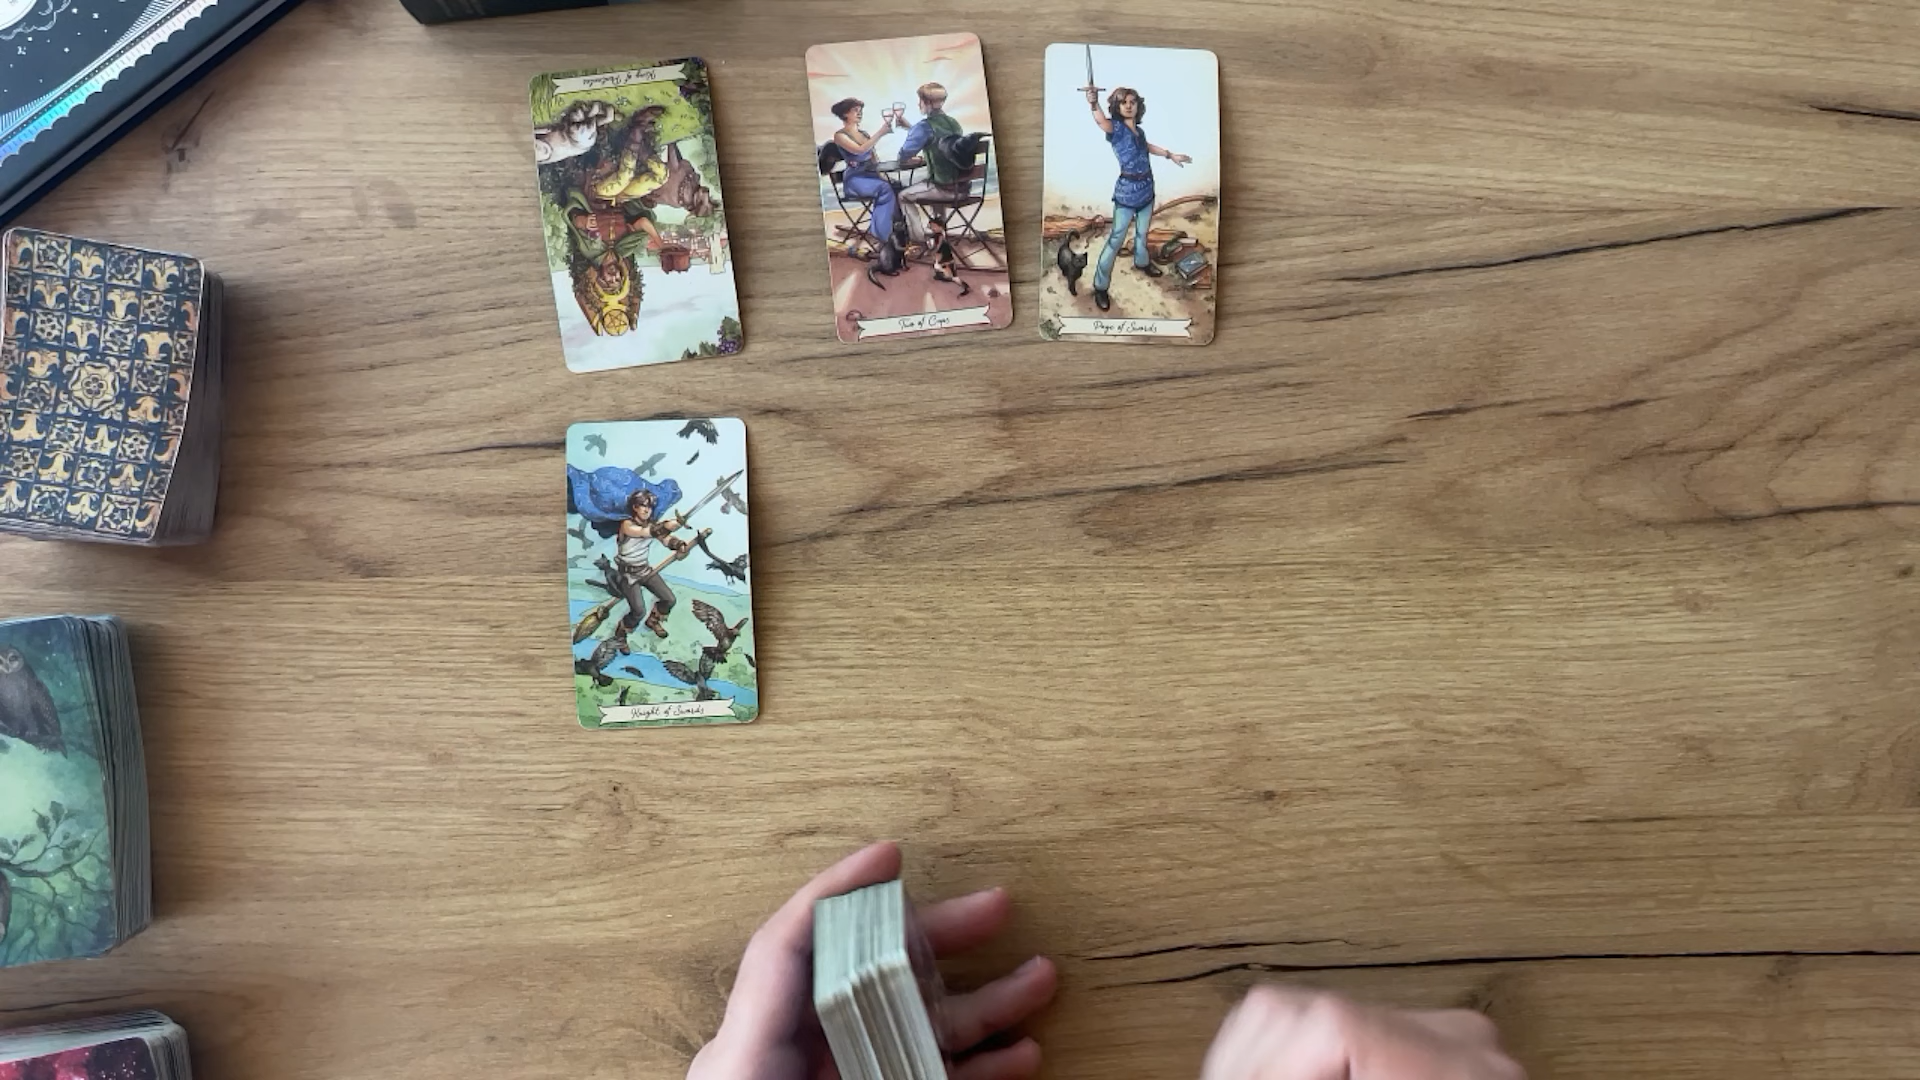 King of Pentacles
Two of Cups
Page of Swords
Knight of Swords